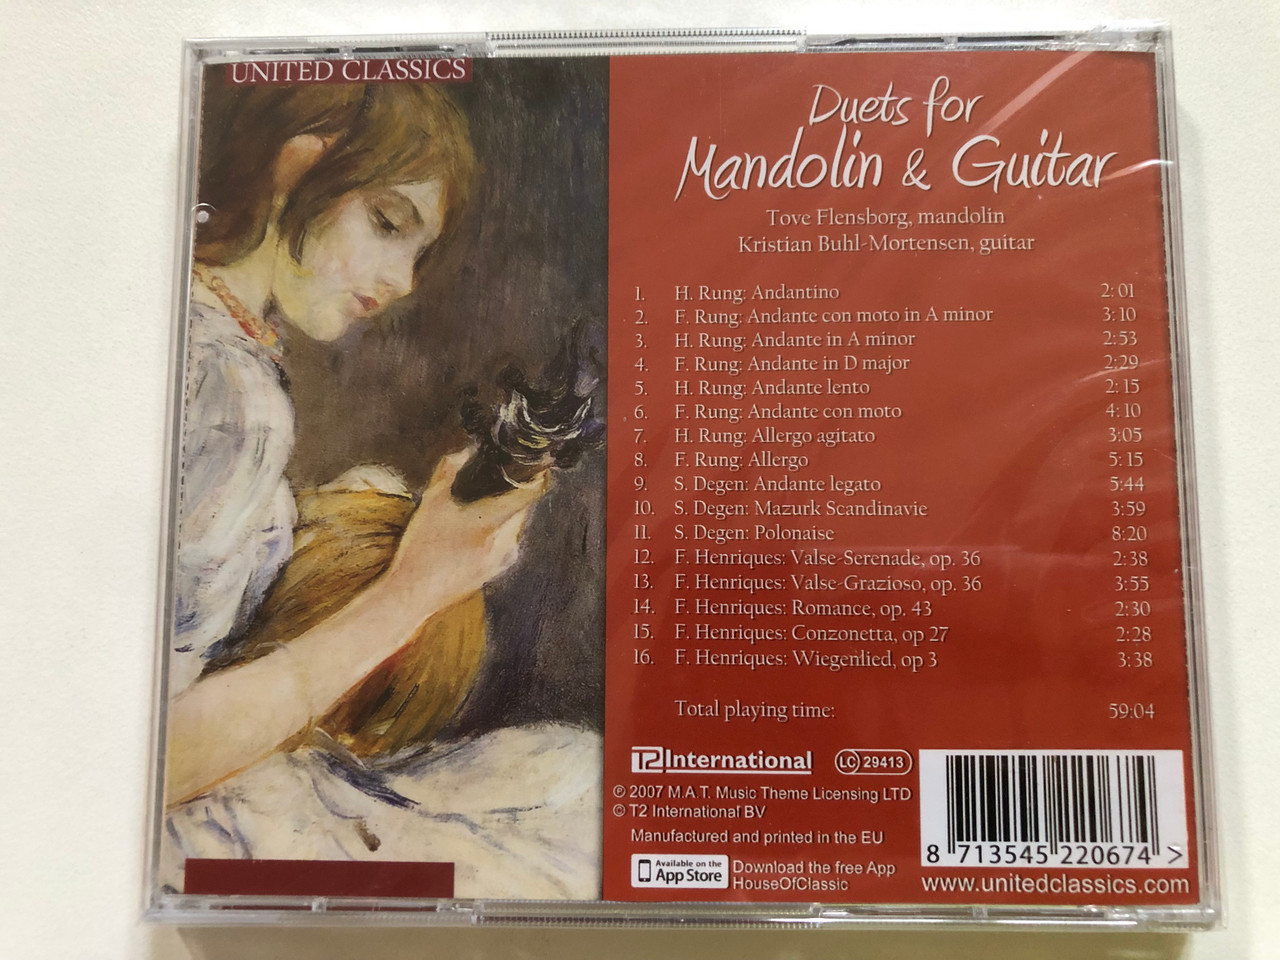 UNITED CLASSICS
Duets for
Mandolin & Guitar
Tove Flensborg, mandolin
Kristian Buhl-Mortensen, guitar
1. H. Rung: Andantino 2: 01
2. F. Rung: Andante con moto in A minor 3: 10
3. H. Rung: Andante in A minor 2:53
4. F. Rung: Andante in D major 2:29
5. H. Rung: Andante lento 2: 15
6. F. Rung: Andante con moto 4: 10
7. H. Rung: Allergo agitato 3:05
8. F. Rung: Allergo 5:15
9. S. Degen: Andante legato 5:44
10. S. Degen: Mazurk Scandinavie 3:59
11. S. Degen: Polonaise 8:20
12. F. Henriques: Valse-Serenade, op. 36 2:38
13. F. Henriques: Valse-Grazioso, op. 36 3:55
14. F. Henriques: Romance, op. 43 2:30
15. F. Henriques: Conzonetta, op 27 2:28
16. F. Henriques: Wiegenlied, op 3 3:38
Total playing time: 59:04
T2 International LC 29413
℗ 2007 M.A.T. Music Theme Licensing LTD
© T2 International BV
Manufactured and printed in the EU
Available on the
App Store
Download the free App
HouseOfClassic
8 713545 220674 >
www.unitedclassics.com